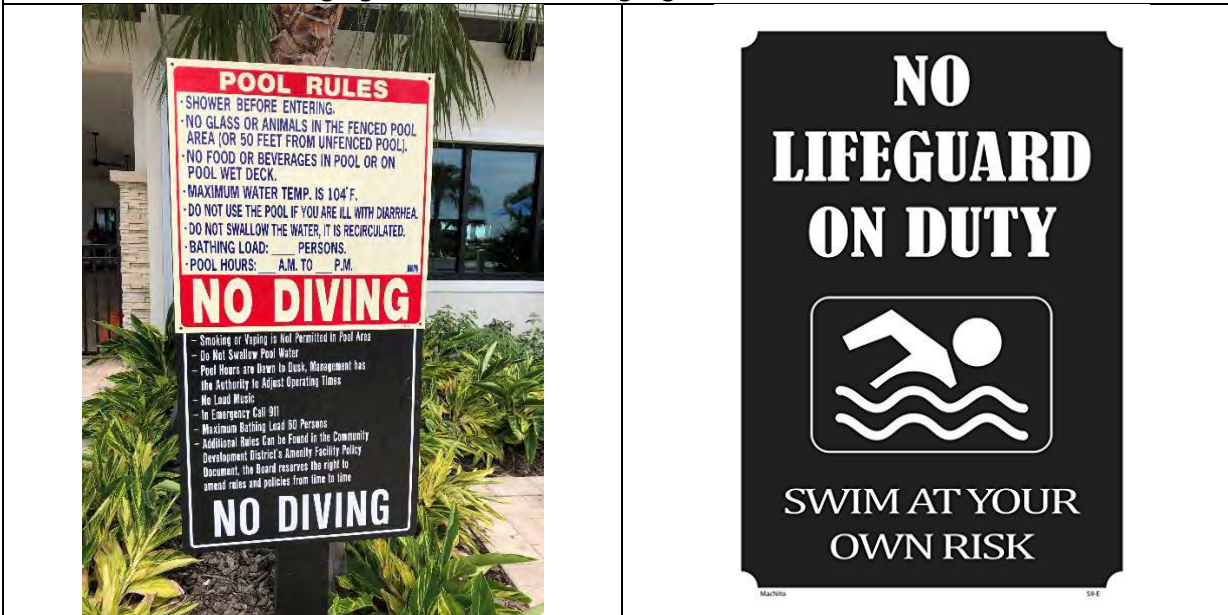 POOL RULES
· SHOWER BEFORE ENTERING.
· NO GLASS OR ANIMALS IN THE FENCED POOL
AREA (OR 50 FEET FROM UNFENCED POOL).
· NO FOOD OR BEVERAGES IN POOL OR ON
POOL WET DECK.
· MAXIMUM WATER TEMP. IS 104°F.
· DO NOT USE THE POOL IF YOU ARE ILL WITH DIARRHEA.
· DO NOT SWALLOW THE WATER, IT IS RECIRCULATED.
· BATHING LOAD: ____ PERSONS.
· POOL HOURS: ___ A.M. TO ___ P.M.
NO DIVING
– Smoking or Vaping is Not Permitted in Pool Area
– Do Not Swallow Pool Water
– Pool Hours are Dawn to Dusk, Management has
the Authority to Adjust Operating Times
– No Loud Music
– In Emergency Call 911
– Maximum Bathing Load 60 Persons
– Additional Rules Can be Found in the Community
Development District's Amenity Facility Policy
Document, the Board reserves the right to
amend rules and policies from time to time
NO DIVING
NO
LIFEGUARD
ON DUTY
SWIM AT YOUR
OWN RISK
MacNito
S9-E